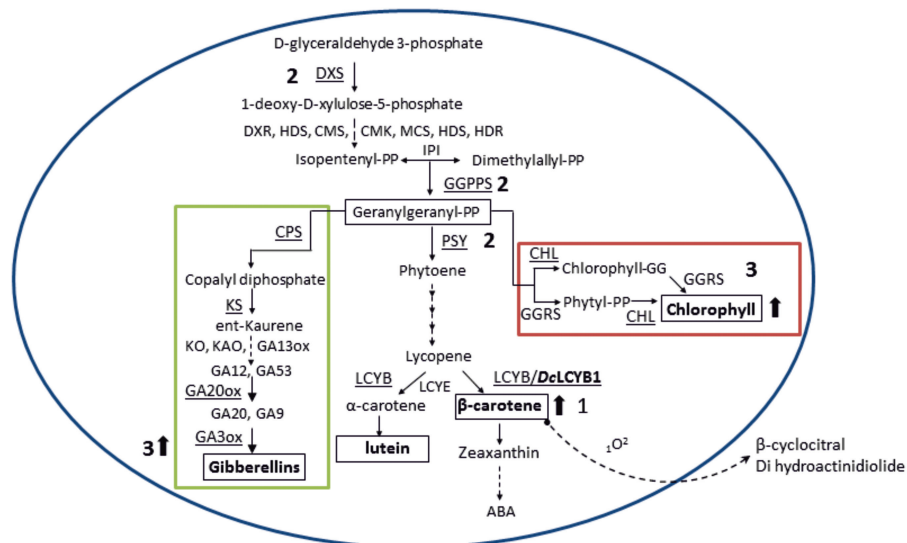 D-glyceraldehyde 3-phosphate
2 DXS
1-deoxy-D-xylulose-5-phosphate
DXR, HDS, CMS, CMK, MCS, HDS, HDR
IPI
Isopentenyl-PP Dimethylallyl-PP
GGPPS 2
Geranylgeranyl-PP
CPS
PSY 2
Copalyl diphosphate
KS
ent-Kaurene
KO, KAO, GA13ox
GA12, GA53
GA20ox
GA20, GA9
GA3ox
3
Gibberellins
Phytoene
Lycopene
LCYB LCYE LCYB/DcLCYB1
α-carotene β-carotene 1
lutein Zeaxanthin
ABA
CHL
Chlorophyll-GG 3
GGRS
GGRS Phytyl-PP CHL Chlorophyll
₁O²
β-cyclocitral
Di hydroactinidiolide